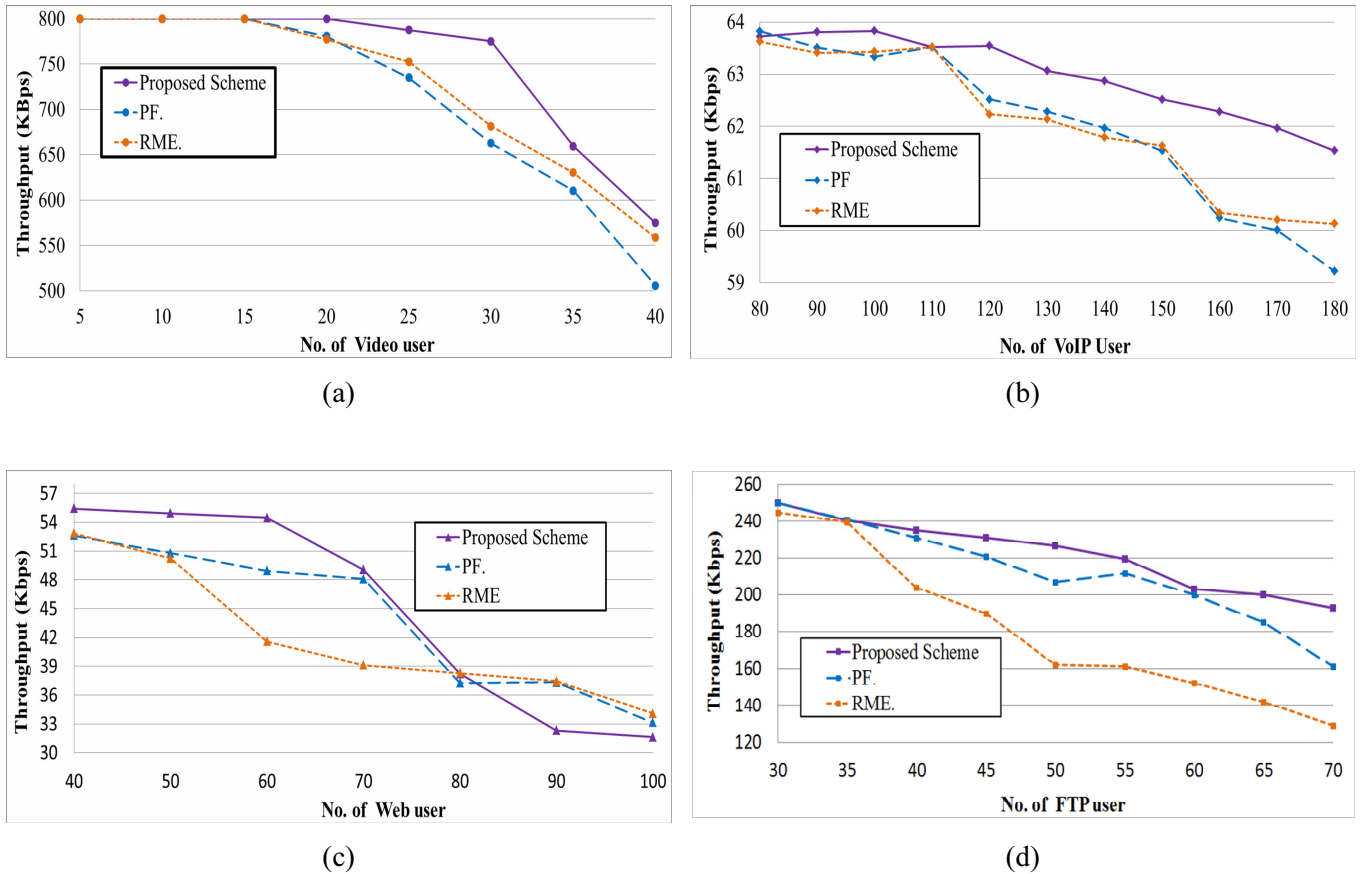 800
750
700
650
600
550
500
Throughput (KBps)
Proposed Scheme
PF.
RME.
5 10 15 20 25 30 35 40
No. of Video user
(a)
64
63
62
61
60
59
Throughput (Kbps)
Proposed Scheme
PF
RME
80 90 100 110 120 130 140 150 160 170 180
No. of VoIP User
(b)
57
54
51
48
45
42
39
36
33
30
Throughput (Kbps)
Proposed Scheme
PF.
RME
40 50 60 70 80 90 100
No. of Web user
(c)
260
240
220
200
180
160
140
120
Throughput (Kbps)
Proposed Scheme
PF.
RME.
30 35 40 45 50 55 60 65 70
No. of FTP user
(d)